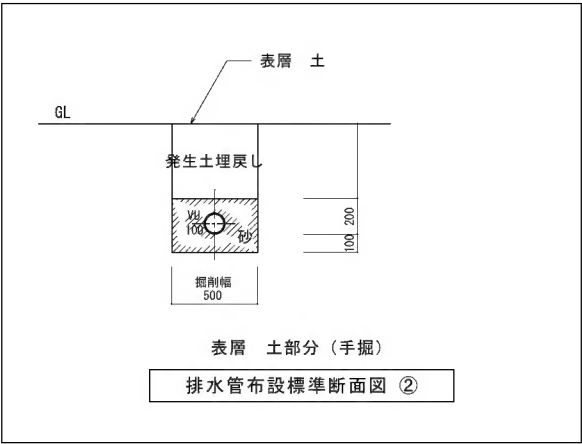 表層　土
GL
発生土埋戻し
VU
100
砂
200
100
掘削幅
500
表層　土部分（手掘）
排水管布設標準断面図 ②